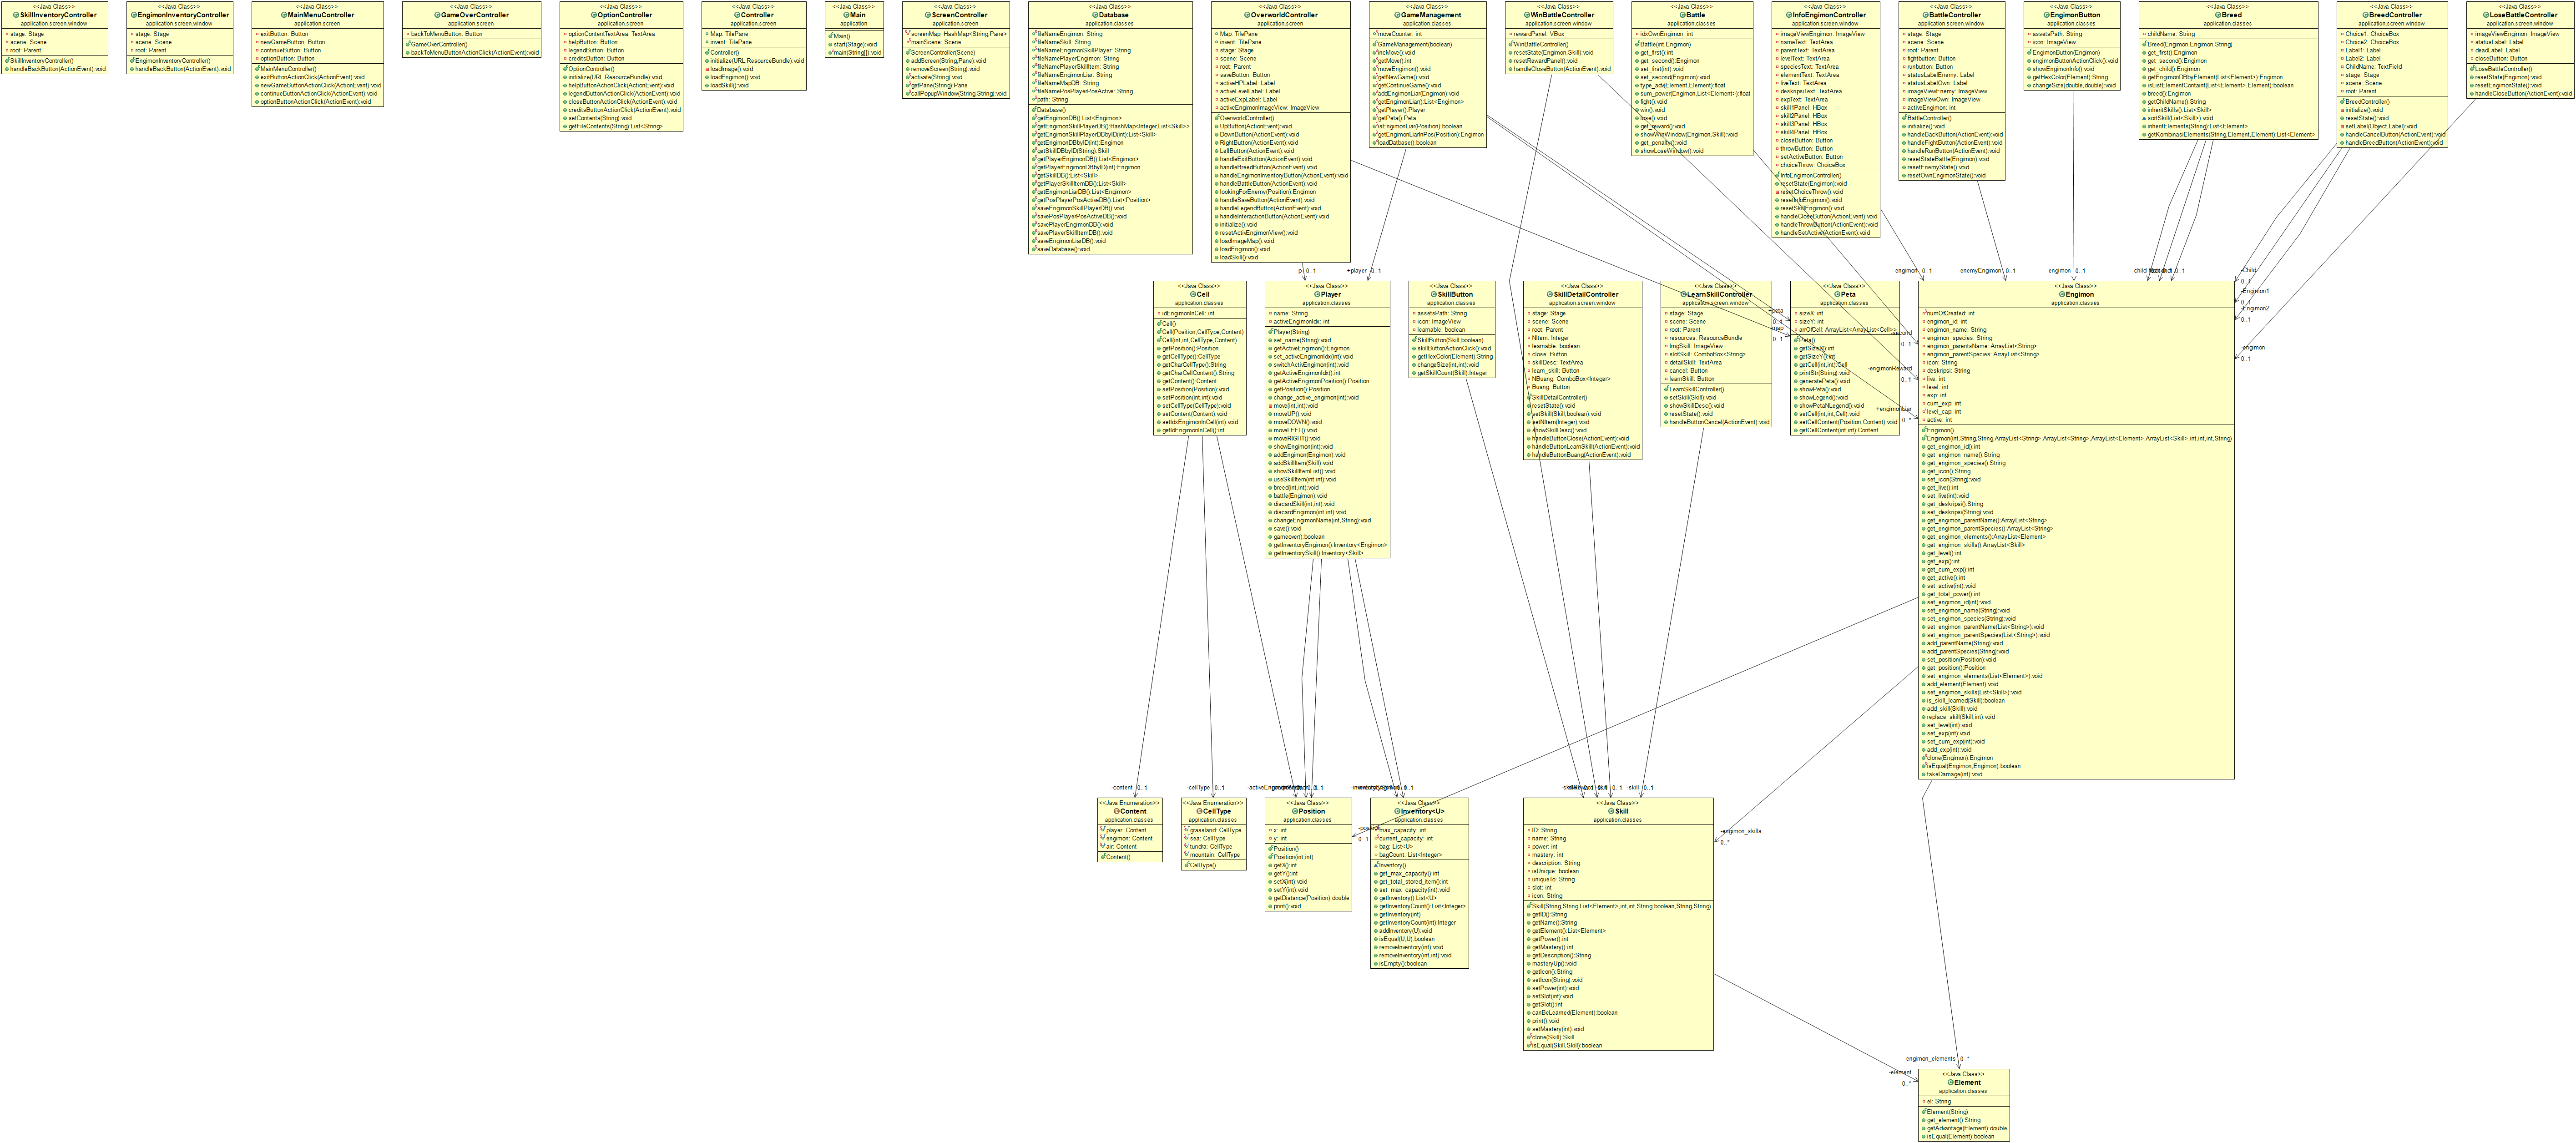 <<Java Class>>
SkillInventoryController
application.screen.window
stage: Stage
scene: Scene
root: Parent
SkillInventoryController()
handleBackButton(ActionEvent):void
<<Java Class>>
EngimonInventoryController
application.screen.window
stage: Stage
scene: Scene
root: Parent
EngimonInventoryController()
handleBackButton(ActionEvent):void
<<Java Class>>
MainMenuController
application.screen
exitButton: Button
newGameButton: Button
continueButton: Button
optionButton: Button
MainMenuController()
exitButtonActionClick(ActionEvent):void
newGameButtonActionClick(ActionEvent):void
continueButtonActionClick(ActionEvent):void
optionButtonActionClick(ActionEvent):void
<<Java Class>>
GameOverController
application.screen
backToMenuButton: Button
GameOverController()
backToMenuButtonActionClick(ActionEvent):void
<<Java Class>>
OptionController
application.screen
optionContentTextArea: TextArea
helpButton: Button
legendButton: Button
creditsButton: Button
OptionController()
initialize(URL,ResourceBundle):void
helpButtonActionClick(ActionEvent):void
legendButtonActionClick(ActionEvent):void
closeButtonActionClick(ActionEvent):void
creditsButtonActionClick(ActionEvent):void
setContents(String):void
getFileContents(String):List<String>
<<Java Class>>
Controller
application.screen
Map: TilePane
invent: TilePane
Controller()
initialize(URL,ResourceBundle):void
loadImage():void
loadEngimon():void
loadSkill():void
<<Java Class>>
Main
application
Main()
start(Stage):void
main(String[]):void
<<Java Class>>
ScreenController
application.screen
screenMap: HashMap<String,Pane>
mainScene: Scene
ScreenController(Scene)
addScreen(String,Pane):void
removeScreen(String):void
activate(String):void
getPane(String):Pane
callPopupWindow(String,String):void
<<Java Class>>
Database
application.classes
fileNameEngimon: String
fileNameSkill: String
fileNameEngimonSkillPlayer: String
fileNamePlayerEngimon: String
fileNamePlayerSkillItem: String
fileNameEngimonLiar: String
fileNamePosPlayerPosActive: String
fileNameMapDB: String
path: String
Database()
getEngimonDB():List<Engimon>
getEngimonSkillPlayerDB():HashMap<Integer,List<Skill>>
getEngimonSkillPlayerDBbyID(int):List<Skill>
getEngimonDBbyID(int):Engimon
getSkillDBbyID(String):Skill
getPlayerEngimonDB():List<Engimon>
getPlayerEngimonDBbyID(int):Engimon
getSkillDB():List<Skill>
getPlayerSkillItemDB():List<Skill>
getEngimonLiarDB():List<Engimon>
getPosPlayerPosActiveDB():List<Position>
saveEngimonSkillPlayerDB():void
savePosPlayerPosActiveDB():void
savePlayerEngimonDB():void
savePlayerSkillItemDB():void
saveEngimonLiarDB():void
saveDatabase():void
<<Java Class>>
OverworldController
application.screen
Map: TilePane
invent: TilePane
stage: Stage
scene: Scene
root: Parent
saveButton: Button
activeHPLabel: Label
activeLevelLabel: Label
activeExpLabel: Label
activeEngimonImageView: ImageView
OverworldController()
UpButton(ActionEvent):void
DownButton(ActionEvent):void
RightButton(ActionEvent):void
LeftButton(ActionEvent):void
handleExitButton(ActionEvent):void
handleBreedButton(ActionEvent):void
handleEngimonInventoryButton(ActionEvent):void
handleBattleButton(ActionEvent):void
lookingForEnemy(Position):Engimon
handleSaveButton(ActionEvent):void
handleLegendButton(ActionEvent):void
handleInteractionButton(ActionEvent):void
initialize():void
resetActivEngimonView():void
loadImageMap():void
loadEngimon():void
loadSkill():void
<<Java Class>>
GameManagement
application.classes
moveCounter: int
GameManagement(boolean)
getMove():int
incMove():void
moveEngimon():void
getNewGame():void
getContinueGame():void
addEngimonLiar(Engimon):void
getEngimonLiar():List<Engimon>
getPlayer():Player
getPeta():Peta
isEngimonLiar(Position):boolean
getEngimonLiarInPos(Position):Engimon
loadDatbase():boolean
<<Java Class>>
WinBattleController
application.screen.window
rewardPanel: VBox
WinBattleController()
resetState(Engimon,Skill):void
resetRewardPanel():void
handleCloseButton(ActionEvent):void
<<Java Class>>
Battle
application.classes
idxOwnEngimon: int
Battle(int,Engimon)
get_first():int
get_second():Engimon
set_first(int):void
set_second(Engimon):void
type_adv(Element,Element):float
sum_power(Engimon,List<Element>):float
fight():void
win():void
lose():void
get_reward():void
showWinWindow(Engimon,Skill):void
get_penalty():void
showLoseWindow():void
<<Java Class>>
InfoEngimonController
application.screen.window
imageViewEngimon: ImageView
nameText: TextArea
parentText: TextArea
levelText: TextArea
speciesText: TextArea
elementText: TextArea
liveText: TextArea
deskripsiText: TextArea
expText: TextArea
skill1Panel: HBox
skill2Panel: HBox
skill3Panel: HBox
skill4Panel: HBox
closeButton: Button
throwButton: Button
setActiveButton: Button
choiceThrow: ChoiceBox
InfoEngimonController()
resetState(Engimon):void
resetChoiceThrow():void
resetInfoEngimon():void
resetSkillEngimon():void
handleCloseButton(ActionEvent):void
handleThrowButton(ActionEvent):void
handleSetActive(ActionEvent):void
<<Java Class>>
BattleController
application.screen.window
stage: Stage
scene: Scene
root: Parent
fightbutton: Button
runbutton: Button
statusLabelEnemy: Label
statusLabelOwn: Label
imageViewEnemy: ImageView
imageViewOwn: ImageView
activeEngimon: int
BattleController()
initialize():void
handleBackButton(ActionEvent):void
handleFightButton(ActionEvent):void
handleRunButton(ActionEvent):void
resetStateBattle(Engimon):void
resetEnemyState():void
resetOwnEngimonState():void
<<Java Class>>
EngimonButton
application.classes
assetsPath: String
icon: ImageView
EngimonButton(Engimon)
engimonButtonActionClick():void
showEngimonInfo():void
getHexColor(Element):String
changeSize(double,double):void
<<Java Class>>
Breed
application.classes
childName: String
Breed(Engimon,Engimon,String)
get_first():Engimon
get_second():Engimon
get_child():Engimon
getEngimonDBbyElement(List<Element>):Engimon
isListElementContaint(List<Element>,Element):boolean
breed():Engimon
getChildName():String
inheritSkills():List<Skill>
sortSkill(List<Skill>):void
inheritElements(String):List<Element>
getKombinasiElements(String,Element,Element):List<Element>
<<Java Class>>
BreedController
application.screen.window
Choice1: ChoiceBox
Choice2: ChoiceBox
Label1: Label
Label2: Label
ChildName: TextField
stage: Stage
scene: Scene
root: Parent
BreedController()
initialize():void
resetState():void
setLabel(Object,Label):void
handleCancelButton(ActionEvent):void
handleBreedButton(ActionEvent):void
<<Java Class>>
LoseBattleController
application.screen.window
imageViewEngimon: ImageView
statusLabel: Label
deadLabel: Label
closeButton: Button
LoseBattleController()
resetState(Engimon):void
resetEngimonState():void
handleCloseButton(ActionEvent):void
-p 0..1
+player 0..1
-engimon 0..1
-enemyEngimon 0..1
-engimon 0..1
0..1
-Child
0..1
-Engimon1
0..1
-Engimon2
0..1
-engimon
0..1
<<Java Class>>
Cell
application.classes
idEngimonInCell: int
Cell()
Cell(Position,CellType,Content)
Cell(int,int,CellType,Content)
getPosition():Position
getCellType():CellType
getCharCellType():String
getCharCellContent():String
getContent():Content
setPosition(int,int):void
setPosition(Position):void
setCellType(CellType):void
setContent(Content):void
setIdxEngimonInCell(int):void
getIdEngimonInCell():int
<<Java Class>>
Player
application.classes
name: String
activeEngimonIdx: int
Player(String)
set_name(String):void
getActiveEngimon():Engimon
set_activeEngimonIdx(int):void
switchActivEngimon(int):void
getActiveEngimonIdx():int
getActiveEngimonPosition():Position
getPosition():Position
change_active_engimon(int):void
move(int,int):void
moveUP():void
moveDOWN():void
moveLEFT():void
moveRIGHT():void
showEngimon(int):void
addEngimon(Engimon):void
addSkillItem(Skill):void
showSkillItemList():void
useSkillItem(int,int):void
breed(int,int):void
battle(Engimon):void
discardSkill(int,int):void
discardEngimon(int):void
changeEngimonName(int,String):void
save():void
gameover():boolean
getInventoryEngimon():Inventory<Engimon>
getInventorySkill():Inventory<Skill>
<<Java Class>>
SkillButton
application.classes
assetsPath: String
icon: ImageView
learnable: boolean
SkillButton(Skill,boolean)
skillButtonActionClick():void
getHexColor(Element):String
changeSize(int,int):void
getSkillCount(Skill):Integer
<<Java Class>>
SkillDetailController
application.screen.window
stage: Stage
scene: Scene
root: Parent
NItem: Integer
learnable: boolean
close: Button
skillDesc: TextArea
learn_skill: Button
NBuang: ComboBox<Integer>
Buang: Button
SkillDetailController()
resetState():void
setSkill(Skill,boolean):void
setNItem(Integer):void
showSkillDesc():void
handleButtonClose(ActionEvent):void
handleButtonLearnSkill(ActionEvent):void
handleButtonBuang(ActionEvent):void
<<Java Class>>
LearnSkillController
application.screen.window
stage: Stage
scene: Scene
root: Parent
resources: ResourceBundle
ImgSkill: ImageView
slotSkill: ComboBox<String>
detailSkill: TextArea
cancel: Button
learnSkill: Button
LearnSkillController()
setSkill(Skill):void
showSkillDesc():void
resetState():void
handleButtonCancel(ActionEvent):void
+peta
0..1
-map
0..1
<<Java Class>>
Peta
application.classes
sizeX: int
sizeY: int
arrOfCell: ArrayList<ArrayList<Cell>>
Peta()
getSizeX():int
getSizeY():int
getCell(int,int):Cell
printStr(String):void
generatePeta():void
showPeta():void
showLegend():void
showPetaNLegend():void
setCell(int,int,Cell):void
setCellContent(Position,Content):void
getCellContent(int,int):Content
-second
0..1
-engimonReward
0..1
+engimonLiar
0..*
<<Java Class>>
Engimon
application.classes
numOfCreated: int
engimon_id: int
engimon_name: String
engimon_species: String
engimon_parentsName: ArrayList<String>
engimon_parentSpecies: ArrayList<String>
icon: String
deskripsi: String
live: int
level: int
exp: int
cum_exp: int
level_cap: int
active: int
Engimon()
Engimon(int,String,String,ArrayList<String>,ArrayList<String>,ArrayList<Element>,ArrayList<Skill>,int,int,int,String)
get_engimon_id():int
get_engimon_name():String
get_engimon_species():String
get_icon():String
set_icon(String):void
get_live():int
set_live(int):void
get_deskripsi():String
set_deskripsi(String):void
get_engimon_parentName():ArrayList<String>
get_engimon_parentSpecies():ArrayList<String>
get_engimon_elements():ArrayList<Element>
get_engimon_skills():ArrayList<Skill>
get_level():int
get_exp():int
get_cum_exp():int
get_active():int
set_active(int):void
get_total_power():int
set_engimon_id(int):void
set_engimon_name(String):void
set_engimon_species(String):void
set_engimon_parentName(List<String>):void
set_engimon_parentSpecies(List<String>):void
add_parentName(String):void
add_parentSpecies(String):void
set_position(Position):void
get_position():Position
set_engimon_elements(List<Element>):void
add_element(Element):void
set_engimon_skills(List<Skill>):void
is_skill_learned(Skill):boolean
add_skill(Skill):void
replace_skill(Skill,int):void
set_level(int):void
set_exp(int):void
set_cum_exp(int):void
add_exp(int):void
clone(Engimon):Engimon
isEqual(Engimon,Engimon):boolean
takeDamage(int):void
-content 0..1
-cellType 0..1
-skill 0..1
-position
0..1
-engimon_skills
0..*
<<Java Enumeration>>
Content
application.classes
player: Content
engimon: Content
air: Content
Content()
<<Java Enumeration>>
CellType
application.classes
grassland: CellType
sea: CellType
tundra: CellType
mountain: CellType
CellType()
<<Java Class>>
Position
application.classes
x: int
y: int
Position()
Position(int,int)
getX():int
getY():int
setX(int):void
setY(int):void
getDistance(Position):double
print():void
<<Java Class>>
Inventory<U>
application.classes
max_capacity: int
current_capacity: int
bag: List<U>
bagCount: List<Integer>
Inventory()
get_max_capacity():int
get_total_stored_item():int
set_max_capacity(int):void
getInventory():List<U>
getInventoryCount():List<Integer>
getInventory(int)
getInventoryCount(int):Integer
addInventory(U):void
isEqual(U,U):boolean
removeInventory(int):void
removeInventory(int,int):void
isEmpty():boolean
<<Java Class>>
Skill
application.classes
ID: String
name: String
power: int
mastery: int
description: String
isUnique: boolean
uniqueTo: String
slot: int
icon: String
Skill(String,String,List<Element>,int,int,String,boolean,String,String)
getID():String
getName():String
getElement():List<Element>
getPower():int
getMastery():int
getDescription():String
masteryUp():void
getIcon():String
setIcon(String):void
setPower(int):void
setSlot(int):void
getSlot():int
canBeLearned(Element):boolean
print():void
setMastery(int):void
clone(Skill):Skill
isEqual(Skill,Skill):boolean
-engimon_elements 0..*
-element
0..*
<<Java Class>>
Element
application.classes
el: String
Element(String)
get_element():String
getAdvantage(Element):double
isEqual(Element):boolean